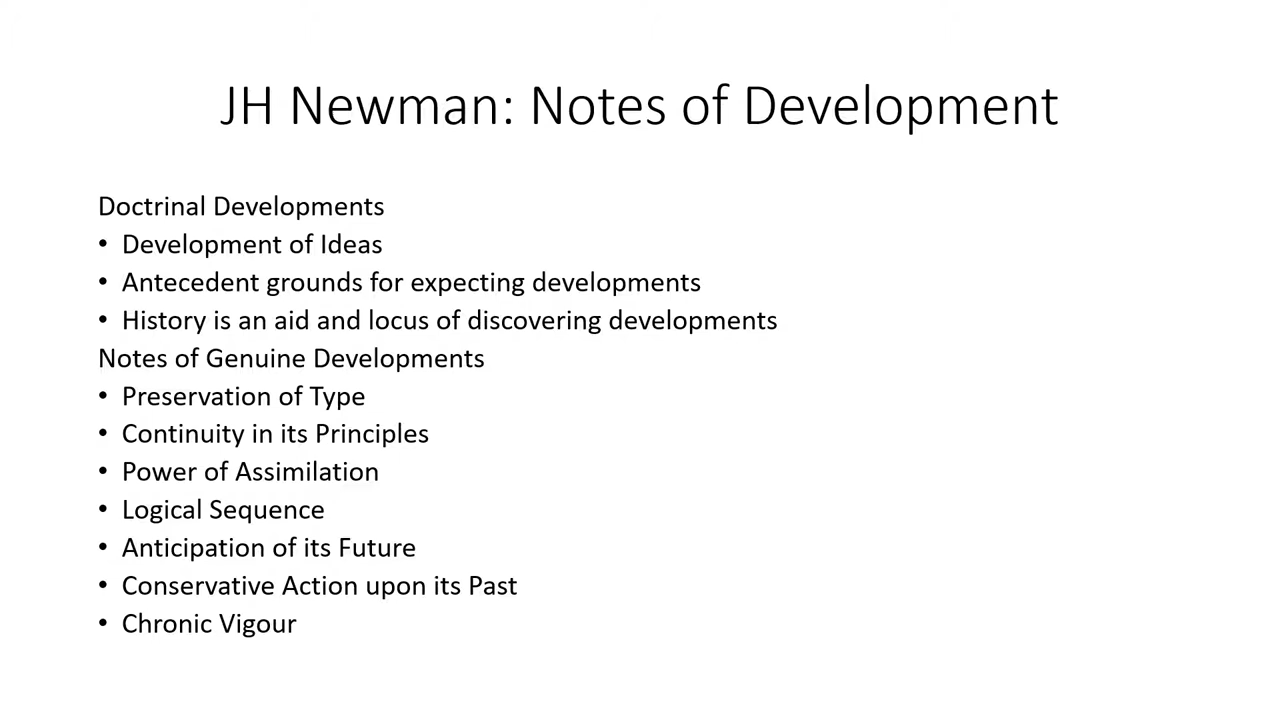 JH Newman: Notes of Development
Doctrinal Developments
• Development of Ideas
• Antecedent grounds for expecting developments
• History is an aid and locus of discovering developments
Notes of Genuine Developments
• Preservation of Type
• Continuity in its Principles
• Power of Assimilation
• Logical Sequence
• Anticipation of its Future
• Conservative Action upon its Past
• Chronic Vigour